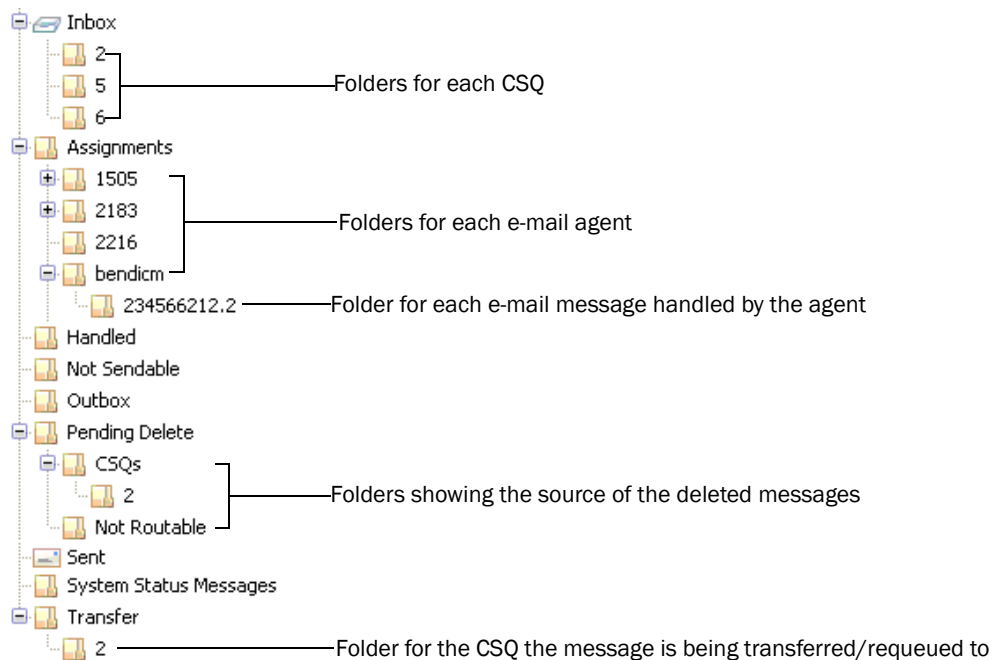 Inbox
2
5
Folders for each CSQ
6
Assignments
1505
2183
Folders for each e-mail agent
2216
bendicm
234566212.2
Folder for each e-mail message handled by the agent
Handled
Not Sendable
Outbox
Pending Delete
CSQs
2
Folders showing the source of the deleted messages
Not Routable
Sent
System Status Messages
Transfer
2
Folder for the CSQ the message is being transferred/requeued to